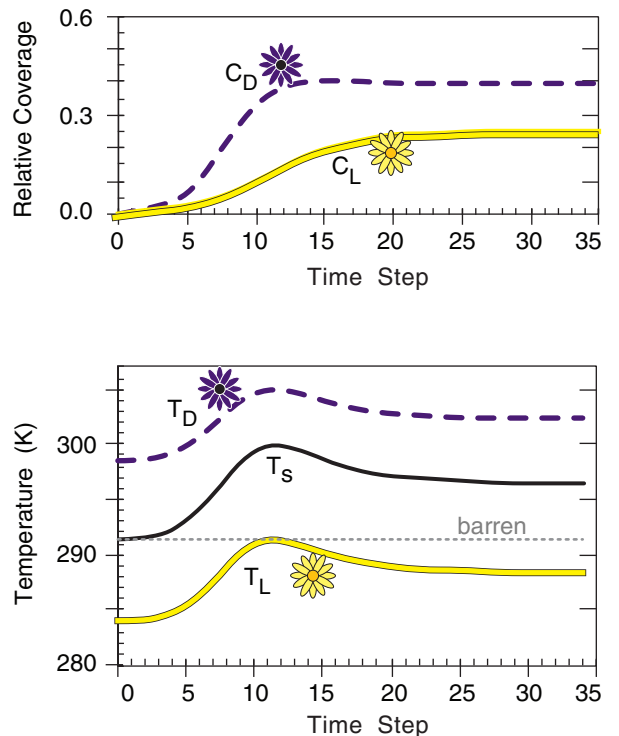 Relative Coverage
0.6
0.3
0.0
C_D
C_L
0 5 10 15 20 25 30 35
Time Step
Temperature (K)
300
290
280
T_D
T_s
barren
T_L
0 5 10 15 20 25 30 35
Time Step